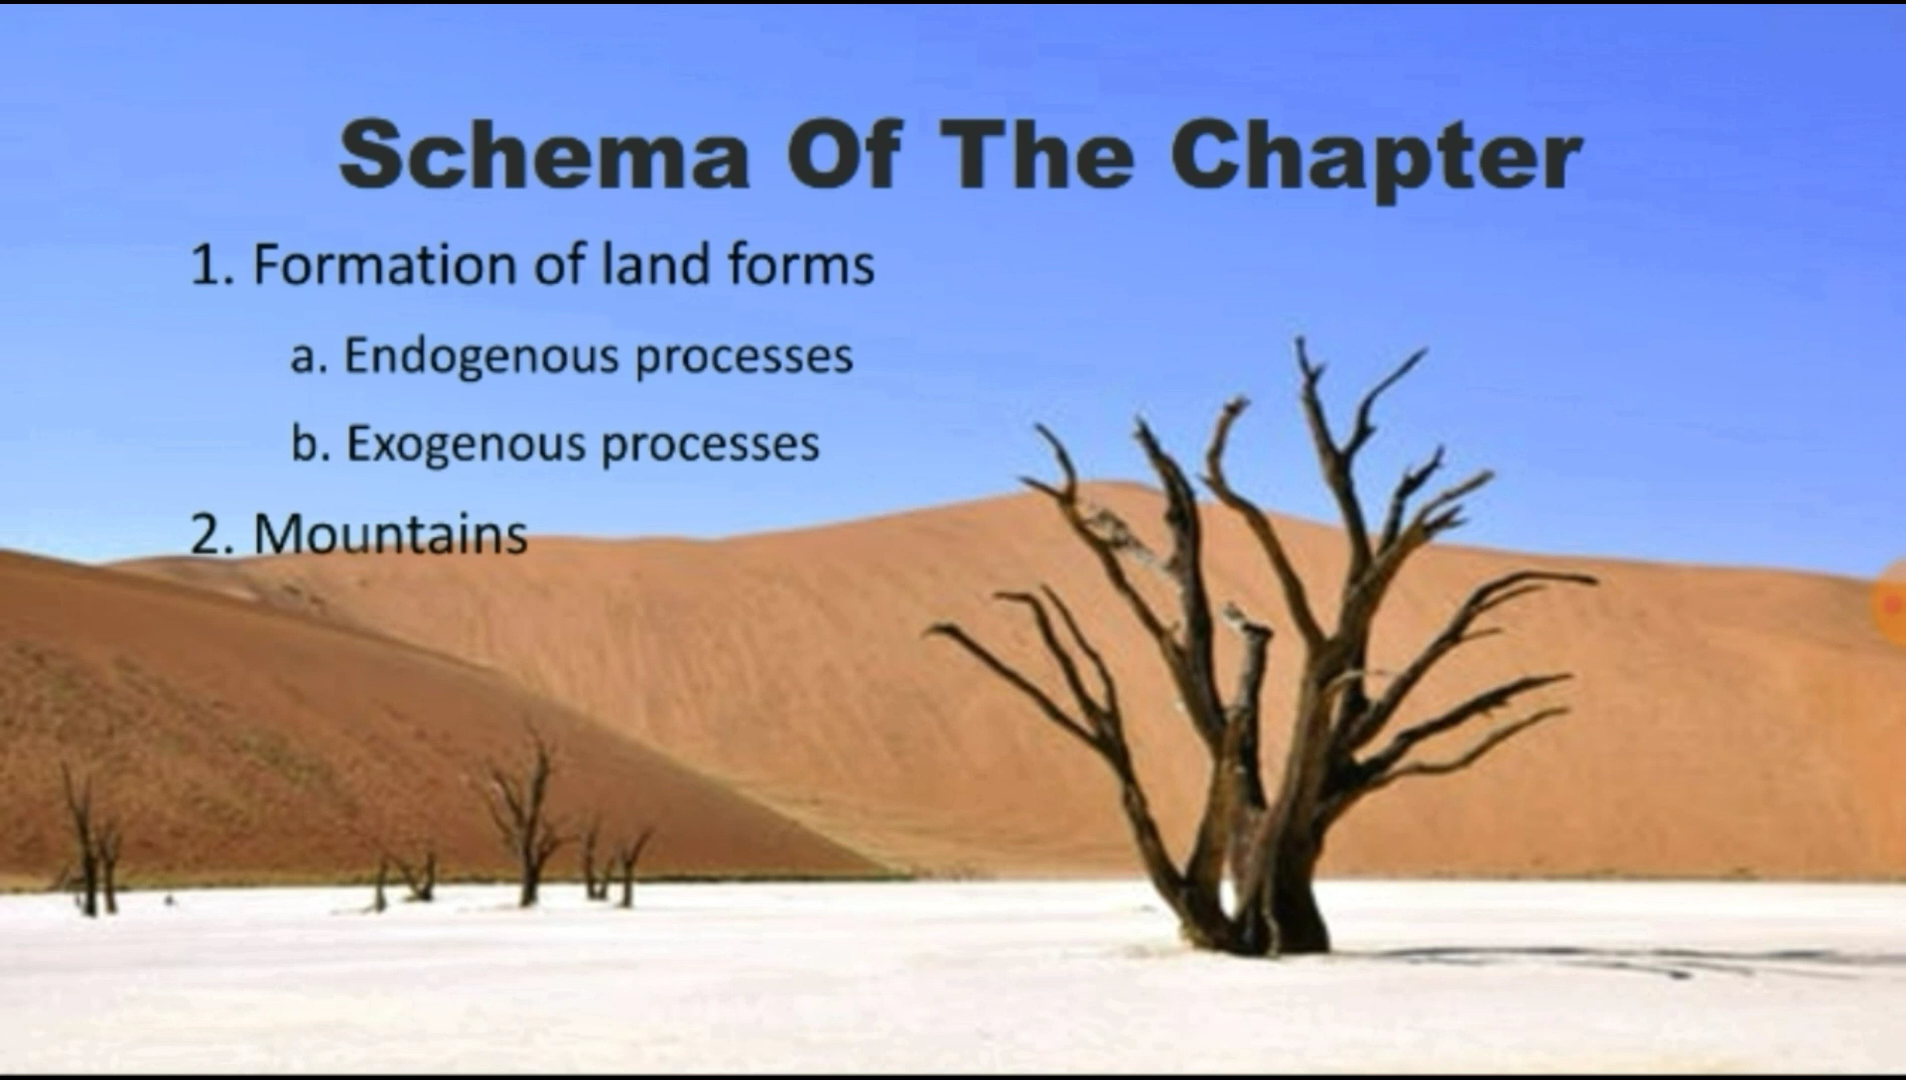 Schema Of The Chapter
1. Formation of land forms
a. Endogenous processes
b. Exogenous processes
2. Mountains